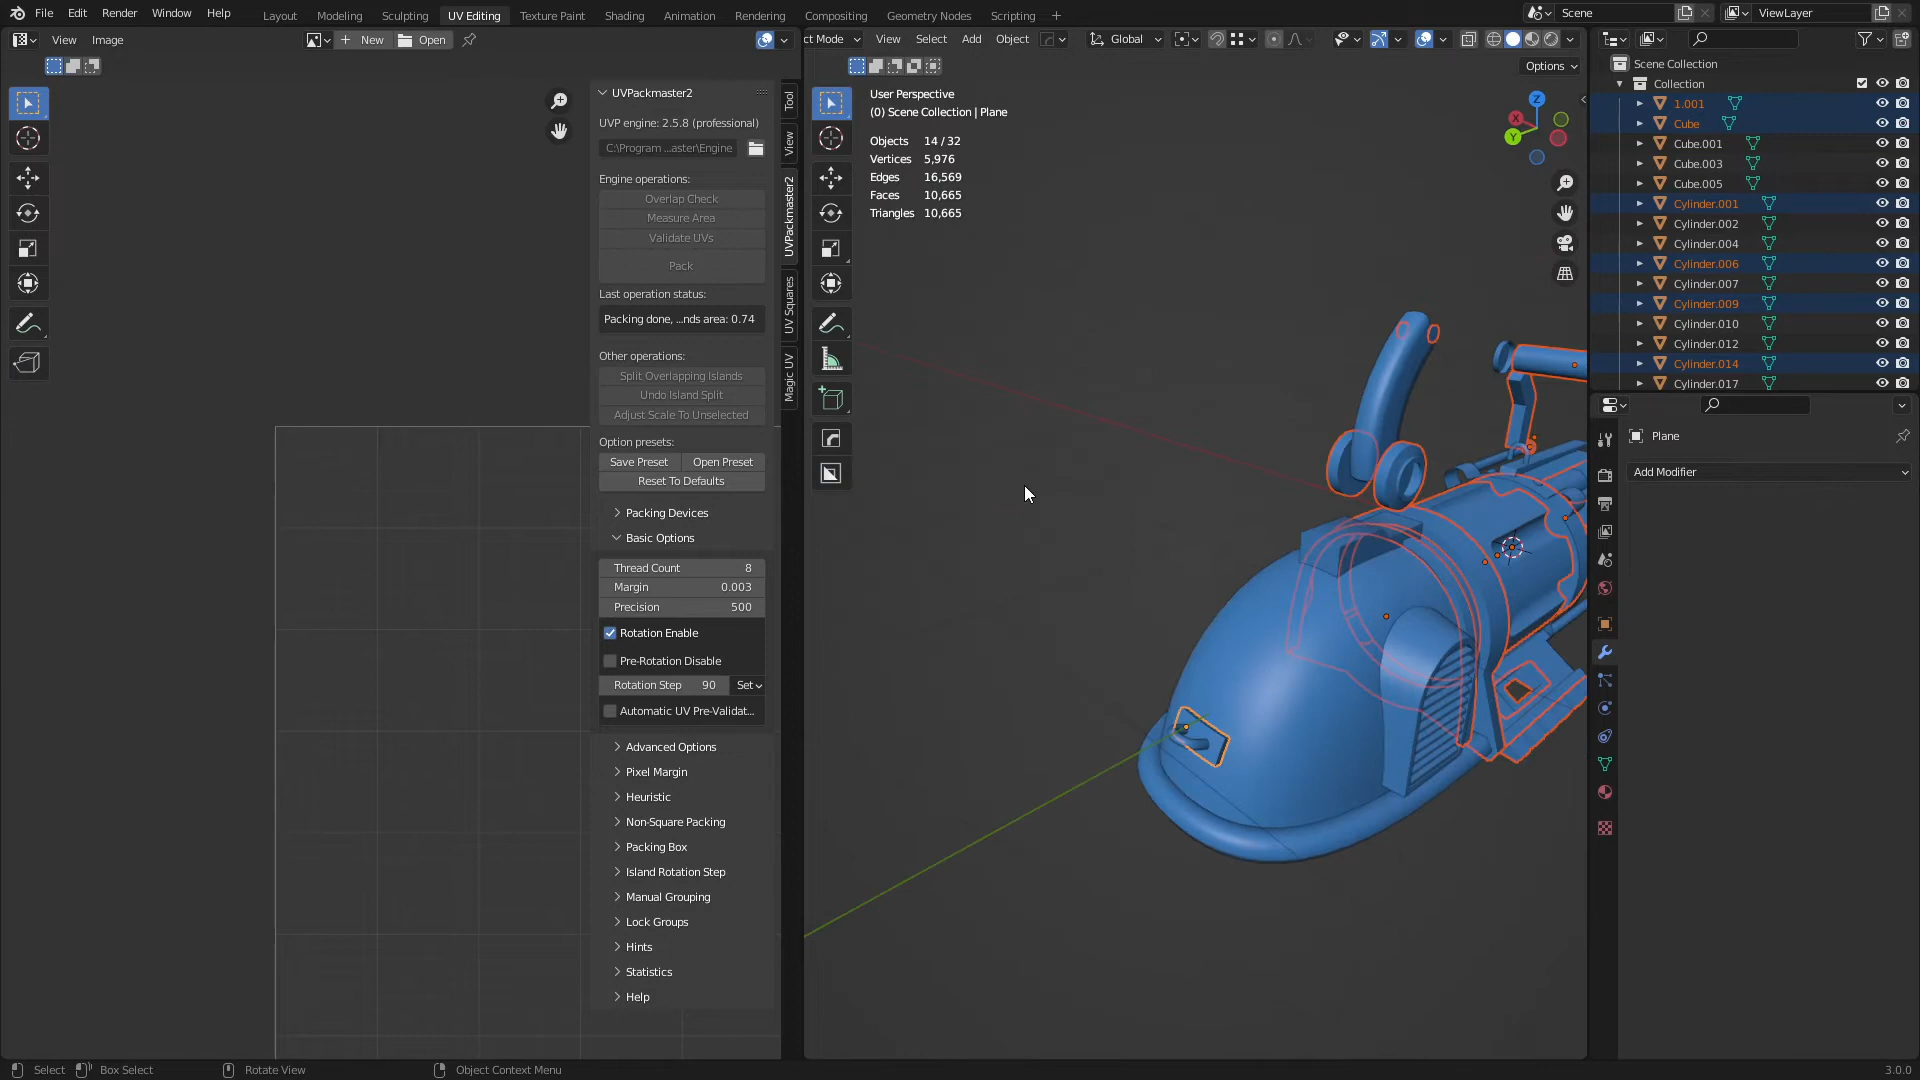 File Edit Render Window Help Layout Modeling Sculpting UV Editing Texture Paint Shading Animation Rendering Compositing Geometry Nodes Scripting + Scene ViewLayer
View Image New Open ct Mode View Select Add Object Global
Options
UVPackmaster2
UVP engine: 2.5.8 (professional)
C:\Program ...aster\Engine
Engine operations:
Overlap Check
Measure Area
Validate UVs
Pack
Last operation status:
Packing done, ...nds area: 0.74
Other operations:
Split Overlapping Islands
Undo Island Split
Adjust Scale To Unselected
Option presets:
Save Preset Open Preset
Reset To Defaults
Packing Devices
Basic Options
Thread Count 8
Margin 0.003
Precision 500
Rotation Enable
Pre-Rotation Disable
Rotation Step 90 Set
Automatic UV Pre-Validat...
Advanced Options
Pixel Margin
Heuristic
Non-Square Packing
Packing Box
Island Rotation Step
Manual Grouping
Lock Groups
Hints
Statistics
Help
Tool
View
UVPackmaster2
UV Squares
Magic UV
User Perspective
(0) Scene Collection | Plane
Objects 14 / 32
Vertices 5,976
Edges 16,569
Faces 10,665
Triangles 10,665
Z
X
Y
Scene Collection
Collection
1.001
Cube
Cube.001
Cube.003
Cube.005
Cylinder.001
Cylinder.002
Cylinder.004
Cylinder.006
Cylinder.007
Cylinder.009
Cylinder.010
Cylinder.012
Cylinder.014
Cylinder.017
Plane
Add Modifier
Select Box Select Rotate View Object Context Menu 3.0.0